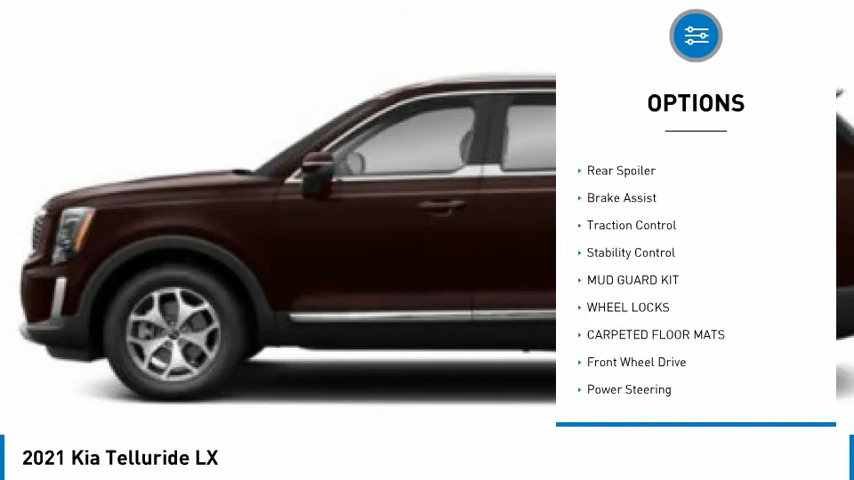 OPTIONS
Rear Spoiler
Brake Assist
Traction Control
Stability Control
MUD GUARD KIT
WHEEL LOCKS
CARPETED FLOOR MATS
Front Wheel Drive
Power Steering
2021 Kia Telluride LX